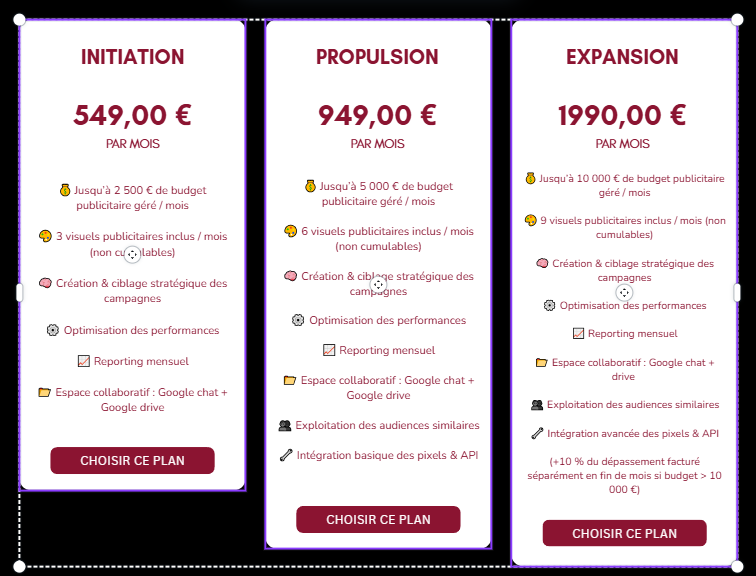 INITIATION
549,00 €
PAR MOIS
Jusqu'à 2 500 € de budget
publicitaire géré / mois
3 visuels publicitaires inclus / mois
(non cumulables)
Création & ciblage stratégique des
campagnes
Optimisation des performances
Reporting mensuel
Espace collaboratif : Google chat +
Google drive
CHOISIR CE PLAN
PROPULSION
949,00 €
PAR MOIS
Jusqu'à 5 000 € de budget
publicitaire géré / mois
6 visuels publicitaires inclus / mois
(non cumulables)
Création & ciblage stratégique des
campagnes
Optimisation des performances
Reporting mensuel
Espace collaboratif : Google chat +
Google drive
Exploitation des audiences similaires
Intégration basique des pixels & API
CHOISIR CE PLAN
EXPANSION
1990,00 €
PAR MOIS
Jusqu'à 10 000 € de budget publicitaire
géré / mois
9 visuels publicitaires inclus / mois (non
cumulables)
Création & ciblage stratégique des
campagnes
Optimisation des performances
Reporting mensuel
Espace collaboratif : Google chat +
drive
Exploitation des audiences similaires
Intégration avancée des pixels & API
(+10 % du dépassement facturé
séparément en fin de mois si budget > 10
000 €)
CHOISIR CE PLAN